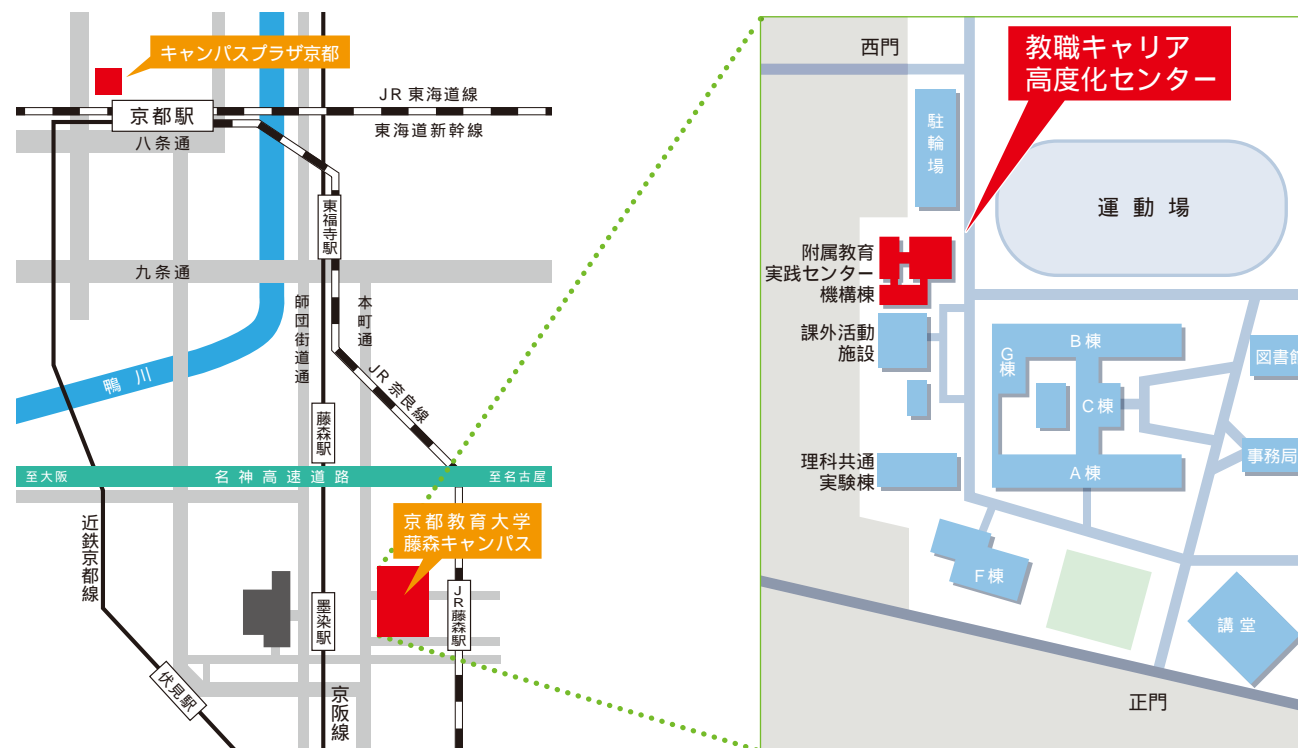 キャンパスプラザ京都
京都駅
JR 東海道線
東海道新幹線
八条通
東福寺駅
九条通
師団街道通
本町通
鴨川
JR 奈良線
藤森駅
至大阪
名神高速道路
至名古屋
近鉄京都線
京都教育大学
藤森キャンパス
墨染駅
JR藤森駅
伏見駅
京阪線
西門
教職キャリア
高度化センター
駐輪場
運動場
附属教育
実践センター
機構棟
課外活動
施設
B棟
G棟
C棟
図書館
理科共通
実験棟
A棟
事務局
F棟
講堂
正門